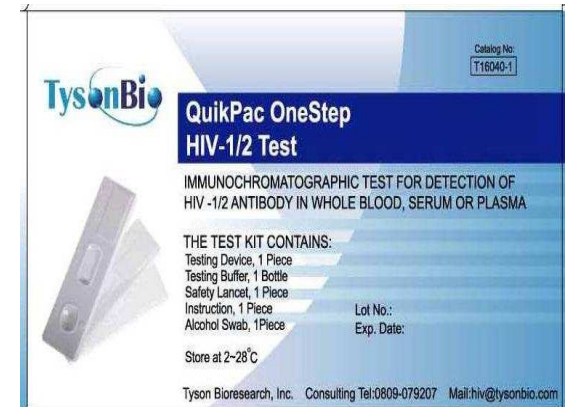 Catalog No:
T16040-1
TysonBio
QuikPac OneStep
HIV-1/2 Test
IMMUNOCHROMATOGRAPHIC TEST FOR DETECTION OF
HIV -1/2 ANTIBODY IN WHOLE BLOOD, SERUM OR PLASMA
THE TEST KIT CONTAINS:
Testing Device, 1 Piece
Testing Buffer, 1 Bottle
Safety Lancet, 1 Piece
Instruction, 1 Piece
Alcohol Swab, 1Piece
Lot No.:
Exp. Date:
Store at 2~28°C
Tyson Bioresearch, Inc. Consulting Tel:0809-079207 Mail:hiv@tysonbio.com